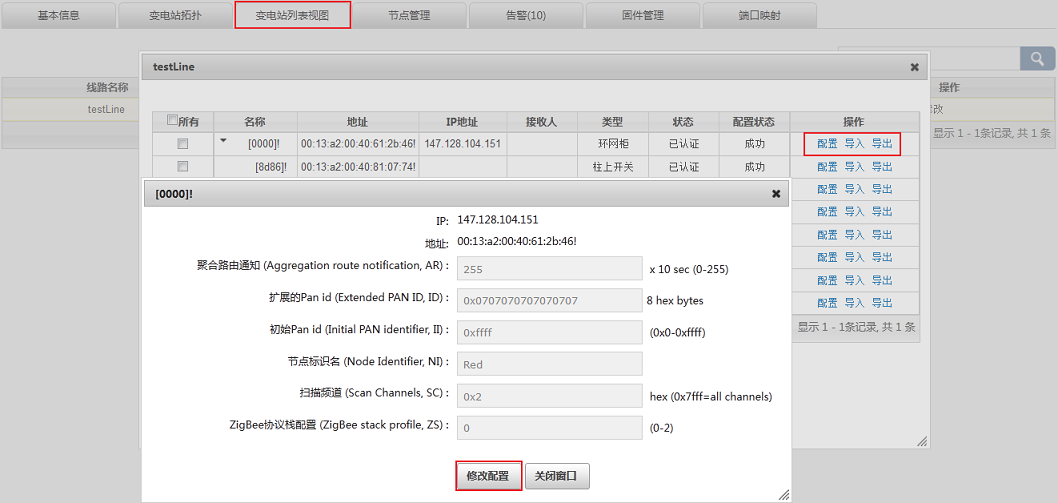 基本信息 变电站拓扑 变电站列表视图 节点管理 告警(10) 固件管理 端口映射
testLine
线路名称 操作
testLine 修改
显示 1 - 1条记录, 共 1 条
所有 名称 地址 IP地址 接收人 类型 状态 配置状态 操作
[0000]! 00:13:a2:00:40:61:2b:46! 147.128.104.151 环网柜 已认证 成功 配置 导入 导出
[8d86]! 00:13:a2:00:40:81:07:74! 柱上开关 已认证 成功 配置 导入 导出
配置 导入 导出
配置 导入 导出
配置 导入 导出
配置 导入 导出
配置 导入 导出
配置 导入 导出
显示 1 - 1条记录, 共 1 条
[0000]!
IP: 147.128.104.151
地址: 00:13:a2:00:40:61:2b:46!
聚合路由通知 (Aggregation route notification, AR) : 255 x 10 sec (0-255)
扩展的Pan id (Extended PAN ID, ID) : 0x0707070707070707 8 hex bytes
初始Pan id (Initial PAN identifier, II) : 0xffff (0x0-0xffff)
节点标识名 (Node Identifier, NI) : Red
扫描频道 (Scan Channels, SC) : 0x2 hex (0x7fff=all channels)
ZigBee协议栈配置 (ZigBee stack profile, ZS) : 0 (0-2)
修改配置 关闭窗口